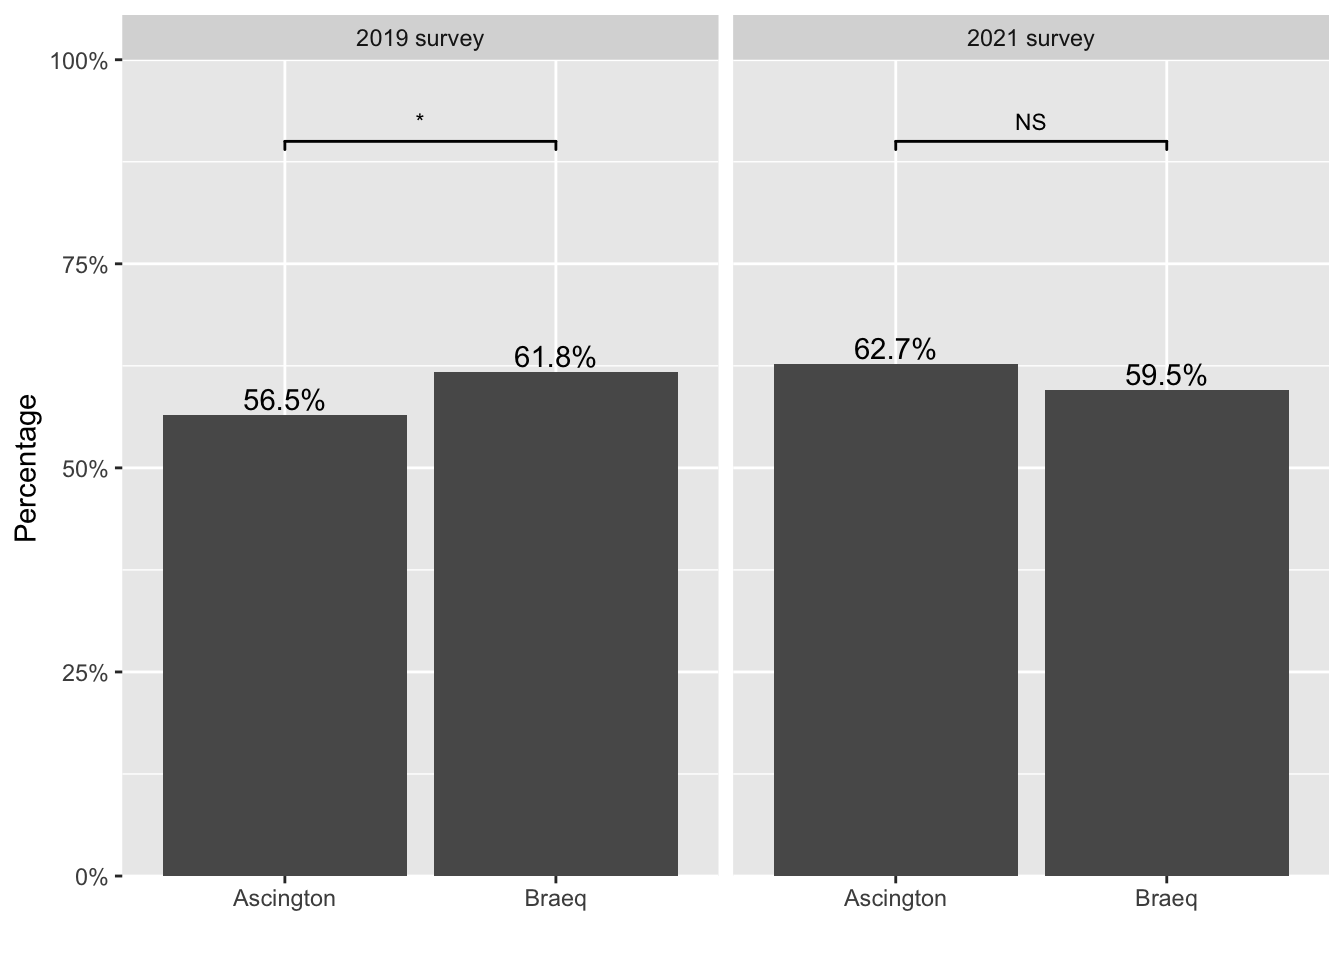 2019 survey
2021 survey
100%
75%
50%
25%
0%
Percentage
*
NS
56.5%
61.8%
62.7%
59.5%
Ascington
Braeq
Ascington
Braeq